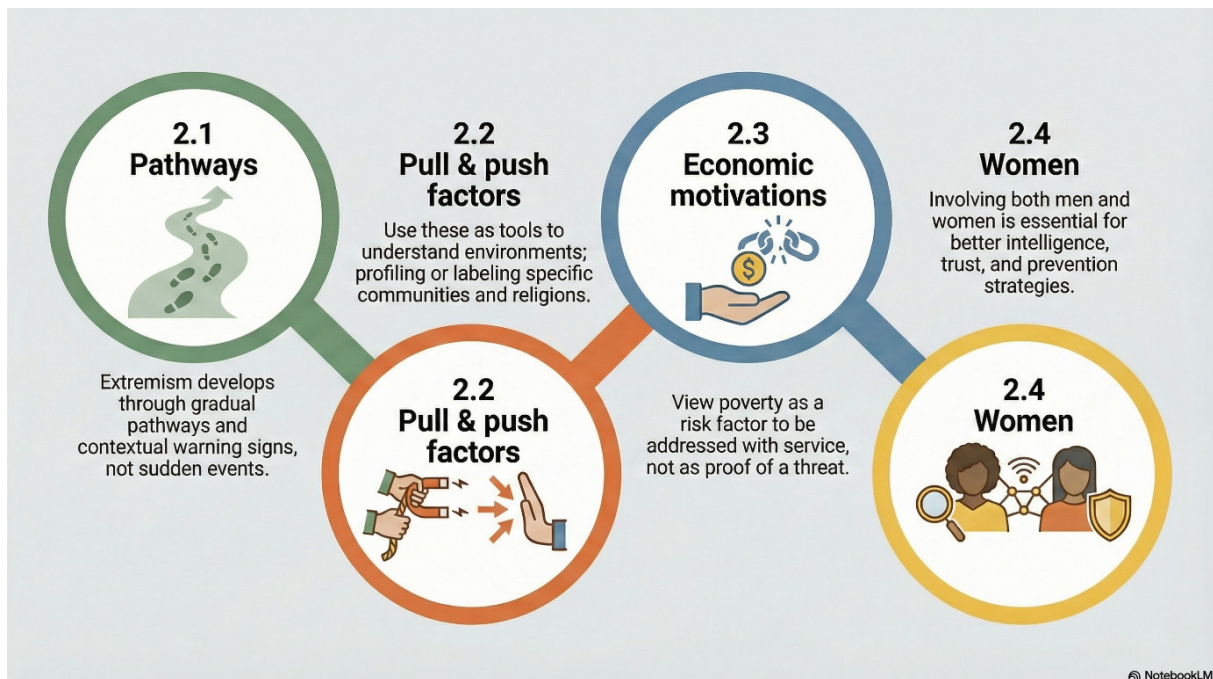 2.1
Pathways
Extremism develops
through gradual
pathways and
contextual warning signs,
not sudden events.
2.2
Pull & push
factors
Use these as tools to
understand environments;
profiling or labeling specific
communities and religions.
2.2
Pull & push
factors
2.3
Economic
motivations
$
View poverty as a
risk factor to be
addressed with service,
not as proof of a threat.
2.4
Women
Involving both men and
women is essential for
better intelligence,
trust, and prevention
strategies.
2.4
Women
NotebookLM